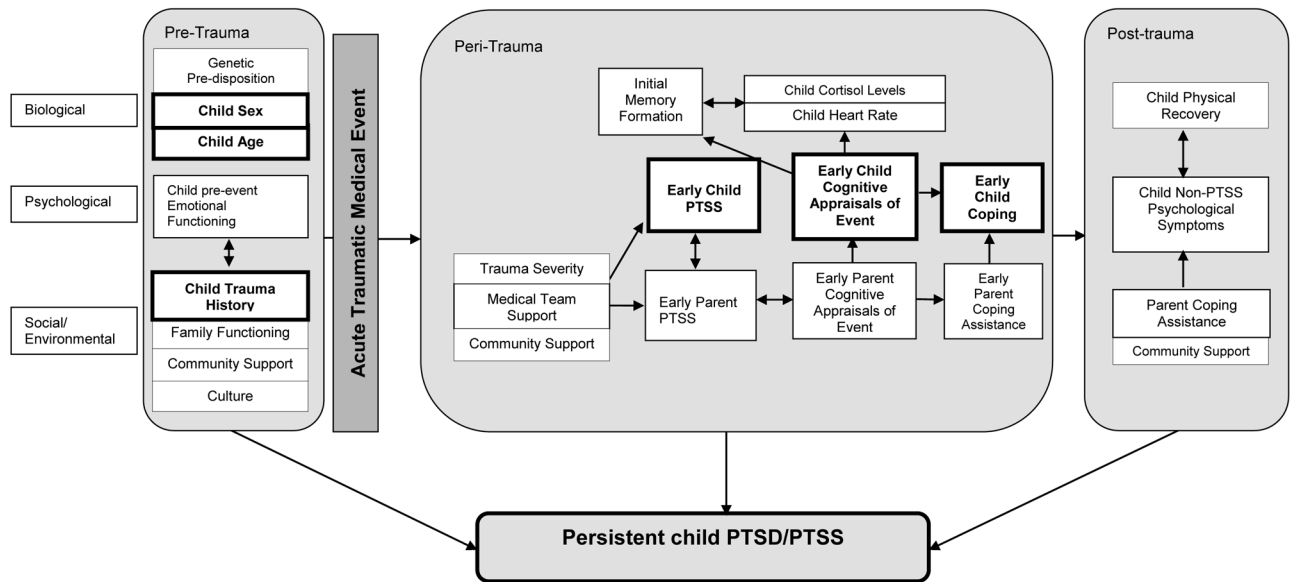 Pre-Trauma
Genetic
Pre-disposition
Child Sex
Child Age
Child pre-event
Emotional
Functioning
Child Trauma
History
Family Functioning
Community Support
Culture
Biological
Psychological
Social/
Environmental
Acute Traumatic Medical Event
Peri-Trauma
Initial
Memory
Formation
Child Cortisol Levels
Child Heart Rate
Early Child
PTSS
Early Child
Cognitive
Appraisals of
Event
Early
Child
Coping
Trauma Severity
Medical Team
Support
Community Support
Early Parent
PTSS
Early Parent
Cognitive
Appraisals of
Event
Early
Parent
Coping
Assistance
Post-trauma
Child Physical
Recovery
Child Non-PTSS
Psychological
Symptoms
Parent Coping
Assistance
Community Support
Persistent child PTSD/PTSS